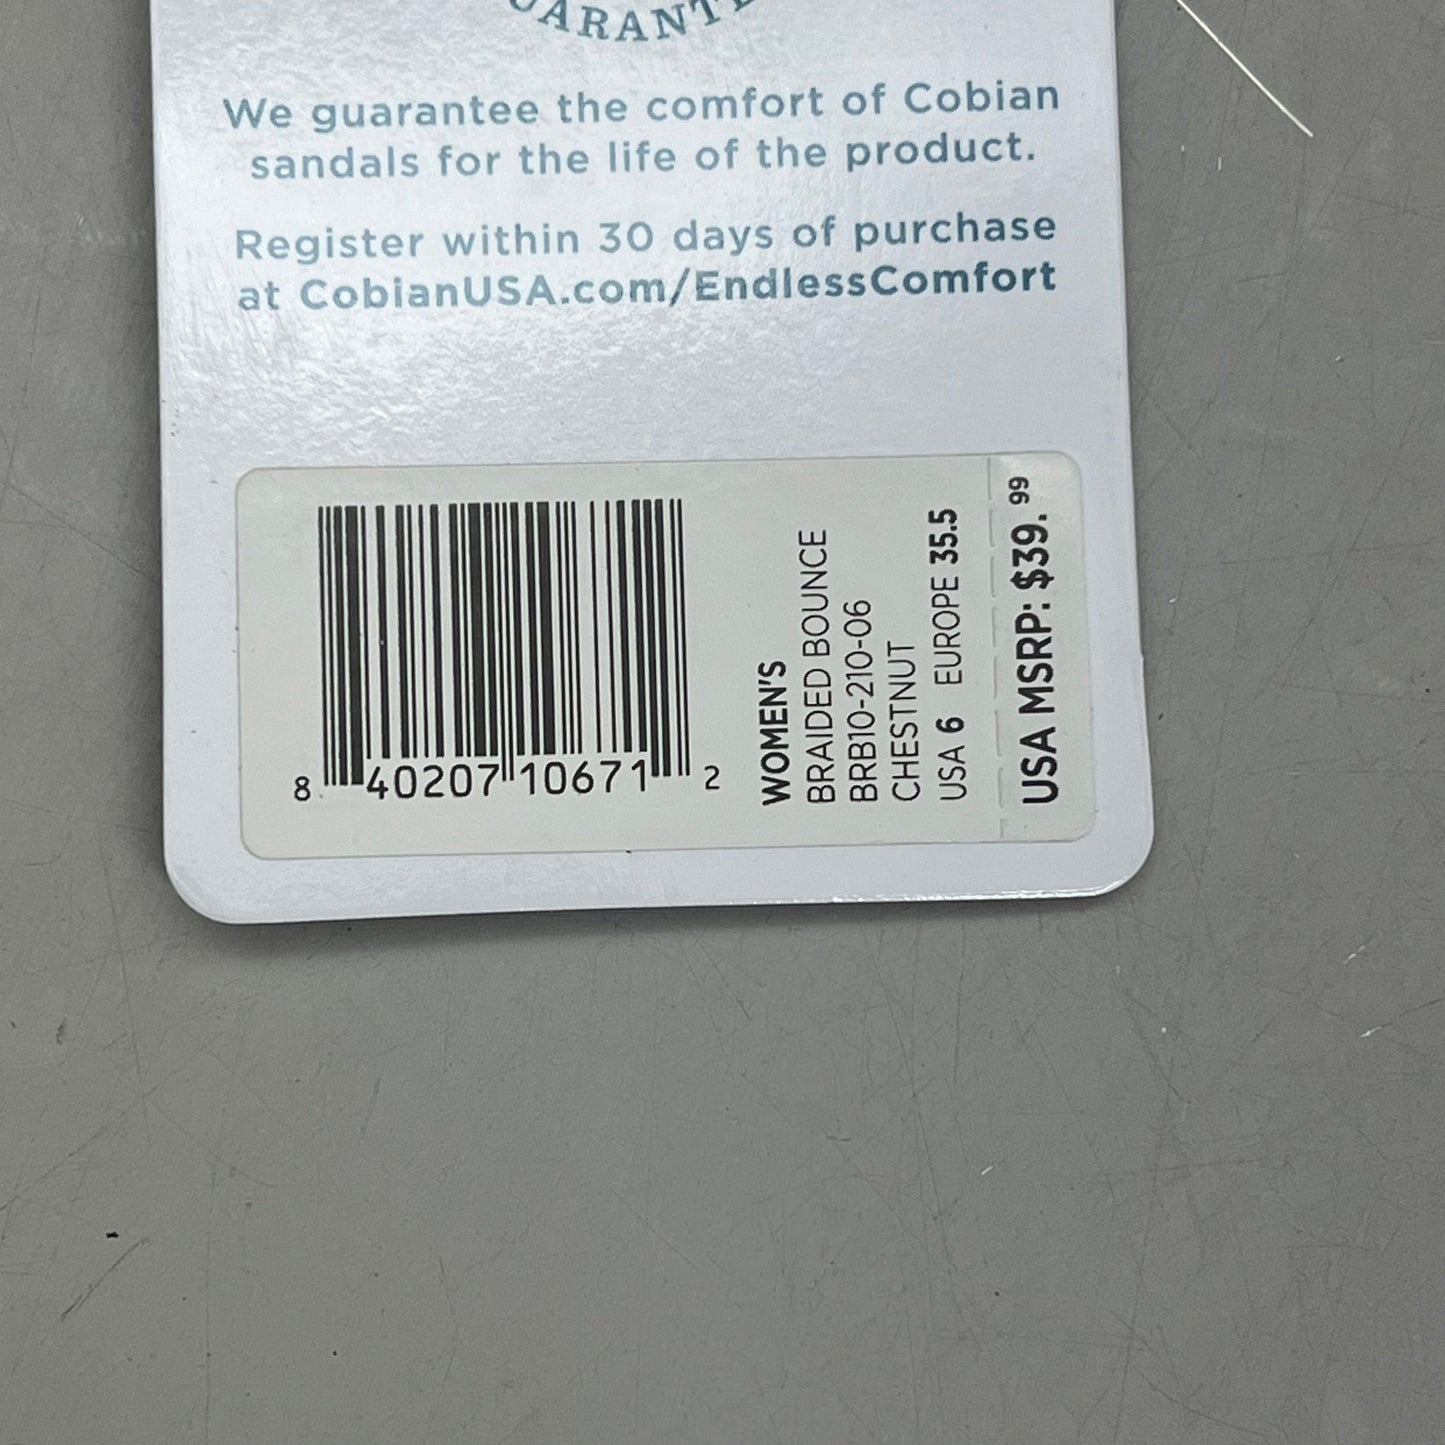 We guarantee the comfort of Cobian
sandals for the life of the product.
Register within 30 days of purchase
at CobianUSA.com/EndlessComfort
8 40207 10671 2
WOMEN'S
BRAIDED BOUNCE
BRB10-210-06
CHESTNUT
USA 6 EUROPE 35.5
USA MSRP: $39.99